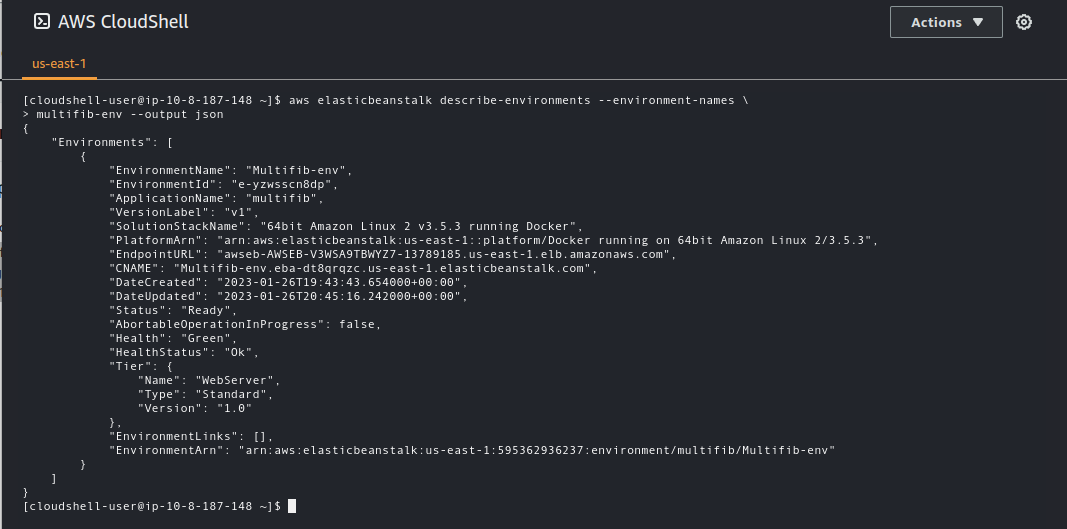 AWS CloudShell
Actions
us-east-1
[cloudshell-user@ip-10-8-187-148 ~]$ aws elasticbeanstalk describe-environments --environment-names \
> multifib-env --output json
{
    "Environments": [
        {
            "EnvironmentName": "Multifib-env",
            "EnvironmentId": "e-yzwsscn8dp",
            "ApplicationName": "multifib",
            "VersionLabel": "v1",
            "SolutionStackName": "64bit Amazon Linux 2 v3.5.3 running Docker",
            "PlatformArn": "arn:aws:elasticbeanstalk:us-east-1::platform/Docker running on 64bit Amazon Linux 2/3.5.3",
            "EndpointURL": "awseb-AWSEB-V3WSA9TBWYZ7-13789185.us-east-1.elb.amazonaws.com",
            "CNAME": "Multifib-env.eba-dt8qrqzc.us-east-1.elasticbeanstalk.com",
            "DateCreated": "2023-01-26T19:43:43.654000+00:00",
            "DateUpdated": "2023-01-26T20:45:16.242000+00:00",
            "Status": "Ready",
            "AbortableOperationInProgress": false,
            "Health": "Green",
            "HealthStatus": "Ok",
            "Tier": {
                "Name": "WebServer",
                "Type": "Standard",
                "Version": "1.0"
            },
            "EnvironmentLinks": [],
            "EnvironmentArn": "arn:aws:elasticbeanstalk:us-east-1:595362936237:environment/multifib/Multifib-env"
        }
    ]
}
[cloudshell-user@ip-10-8-187-148 ~]$